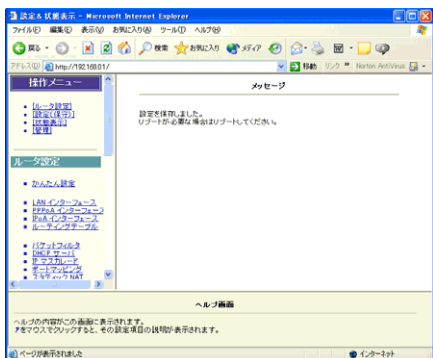 設定& 状態表示 - Microsoft Internet Explorer
ファイル(F) 編集(E) 表示(V) お気に入り(A) ツール(T) ヘルプ(H)
戻る 検索 お気に入り メディア
アドレス(D) http://192.168.0.1/ 移動 リンク Norton AntiVirus
操作メニュー
[ルータ設定]
[設定(保守)]
[状態表示]
[管理]
ルータ設定
かんたん設定
LAN インターフェース
PPPoA インターフェース
IPoA インターフェース
ルーティングテーブル
パケットフィルタ
DHCP サーバ
IP マスカレード
ポートマッピング
スタティック NAT
メッセージ
設定を保存しました。
リブートが必要な場合はリブートしてください。
ヘルプ画面
ヘルプの内容がこの画面に表示されます。
?をマウスでクリックすると、その設定項目の説明が表示されます。
ページが表示されました
インターネット